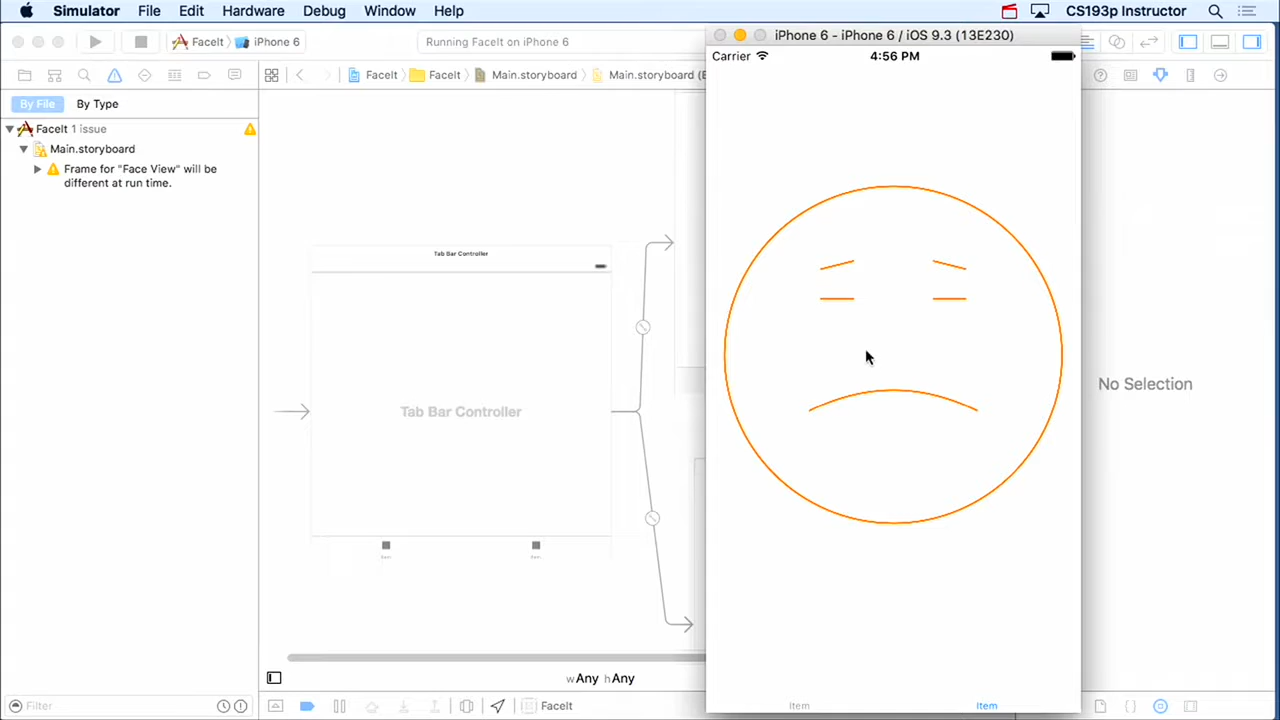 Simulator File Edit Hardware Debug Window Help CS193p Instructor
FaceIt iPhone 6 Running FaceIt on iPhone 6
iPhone 6 - iPhone 6 / iOS 9.3 (13E230)
Carrier 4:56 PM
FaceIt FaceIt Main.storyboard Main.storyboard (
By File By Type
FaceIt 1 issue
Main.storyboard
Frame for "Face View" will be
different at run time.
Tab Bar Controller
Tab Bar Controller
No Selection
wAny hAny
Filter
FaceIt
Item Item